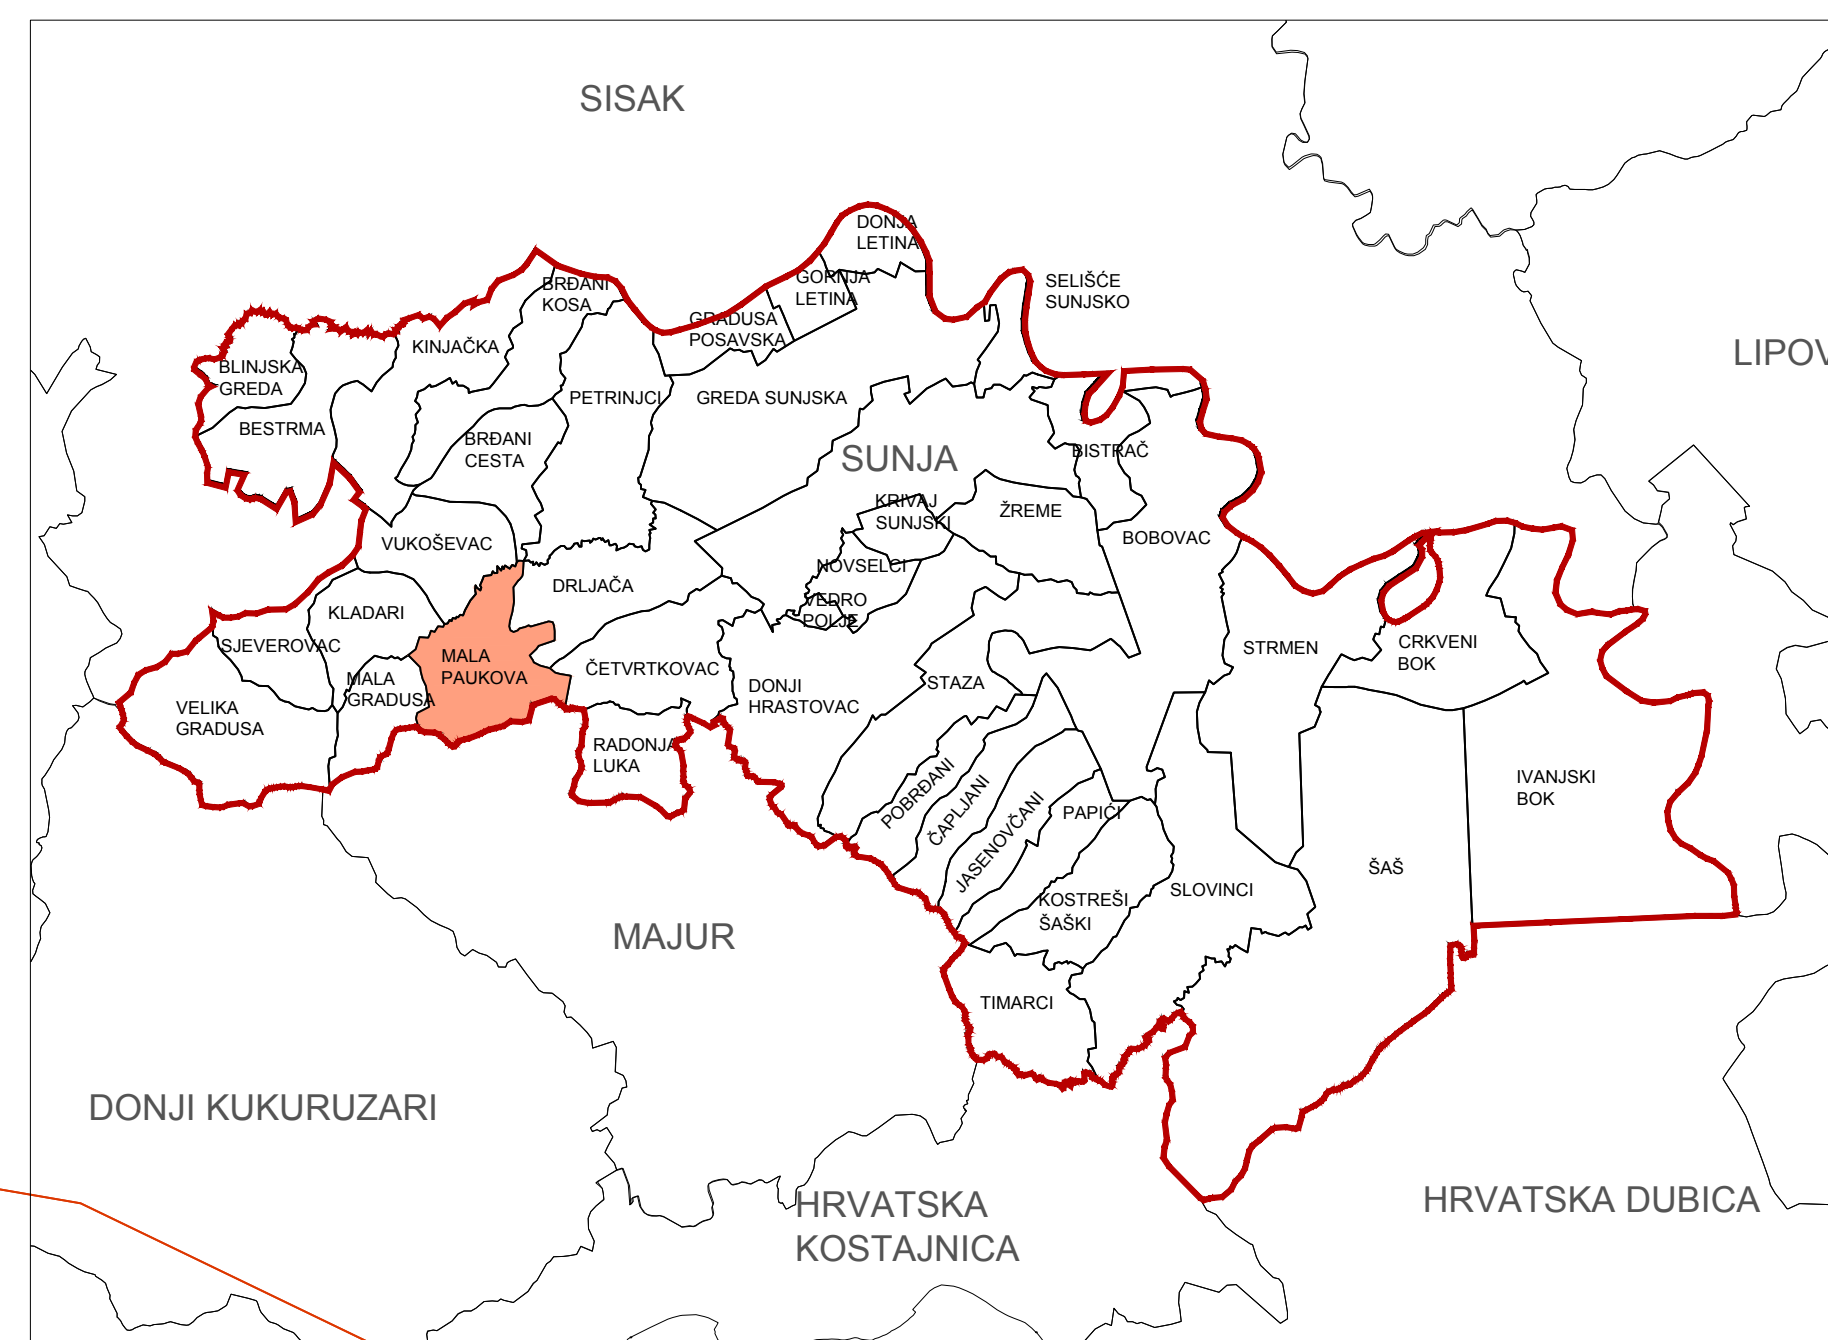 SISAK
DONJA
LETINA
GORNJA
LETINA
SELIŠĆE
SUNJSKO
BRĐANI
KOSA
GRADUSA
POSAVSKA
KINJAČKA
LIPOV
BLINJSKA
GREDA
PETRINJCI
GREDA SUNJSKA
BESTRMA
BRĐANI
CESTA
SUNJA
BISTRAČ
KRIVAJ
SUNJSKI
ŽREME
BOBOVAC
VUKOŠEVAC
NOVSELCI
DRLJAČA
VEDRO
POLJE
KLADARI
SJEVEROVAC
MALA
PAUKOVA
ČETVRTKOVAC
STRMEN
CRKVENI
BOK
MALA
GRADUSA
DONJI
HRASTOVAC
STAZA
VELIKA
GRADUSA
RADONJA
LUKA
IVANJSKI
BOK
POBRĐANI
ČAPLJANI
JASENOVČANI
PAPIĆI
ŠAŠ
KOSTREŠI
ŠAŠKI
SLOVINCI
MAJUR
TIMARCI
DONJI KUKURUZARI
HRVATSKA
KOSTAJNICA
HRVATSKA DUBICA